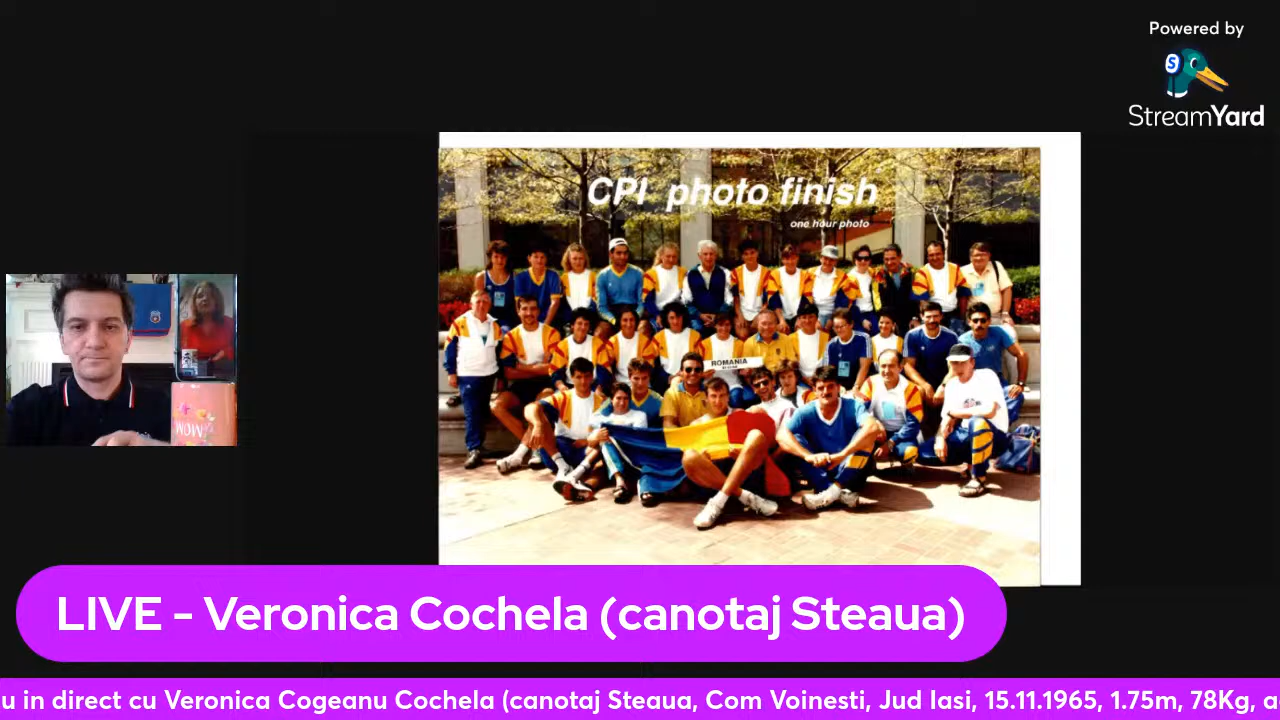 Powered by
StreamYard
CPI photo finish
one hour photo
ROMANIA
WOW
LIVE - Veronica Cochela (canotaj Steaua)
u in direct cu Veronica Cogeanu Cochela (canotaj Steaua, Com Voinesti, Jud Iasi, 15.11.1965, 1.75m, 78Kg, a